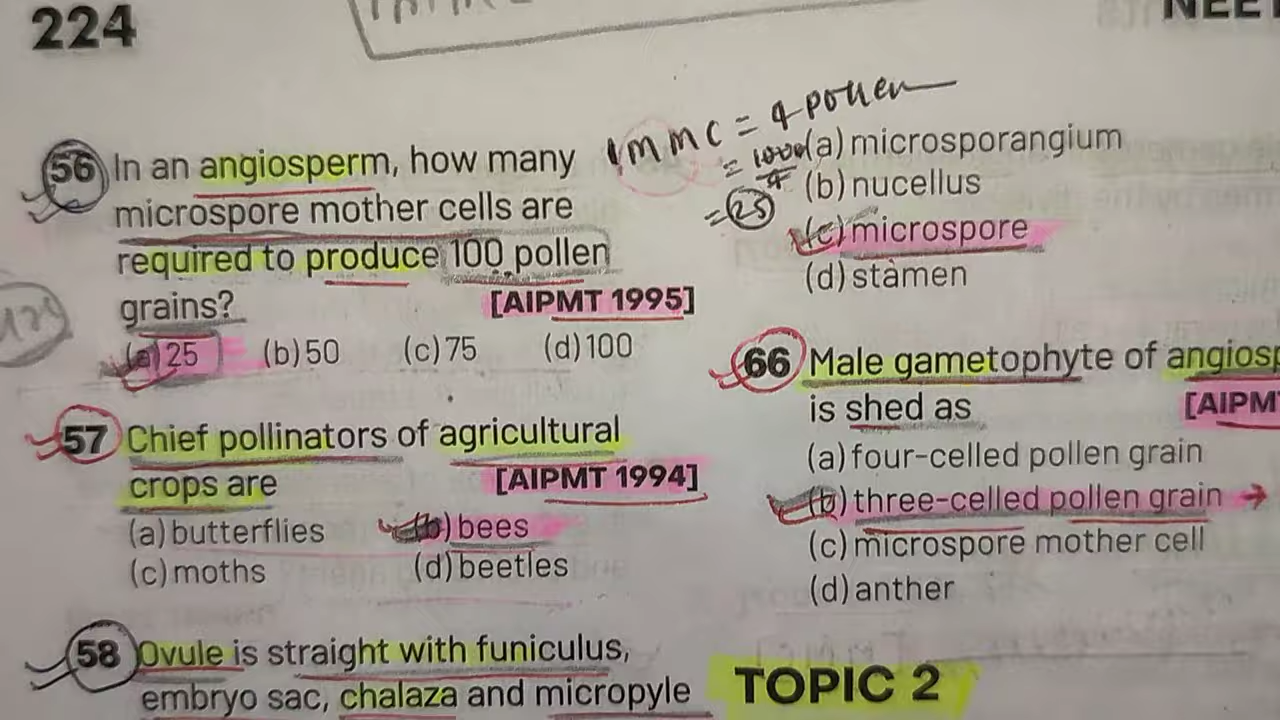 224
NEET
56 In an angiosperm, how many
microspore mother cells are
required to produce 100 pollen
grains? [AIPMT 1995]
(a) 25 (b) 50 (c) 75 (d) 100
57 Chief pollinators of agricultural
crops are [AIPMT 1994]
(a) butterflies (b) bees
(c) moths (d) beetles
58 Ovule is straight with funiculus,
embryo sac, chalaza and micropyle
1 MMC = 4 pollen
= 25
(a) microsporangium
(b) nucellus
(c) microspore
(d) stamen
66 Male gametophyte of angiosp
is shed as [AIPM
(a) four-celled pollen grain
(b) three-celled pollen grain
(c) microspore mother cell
(d) anther
TOPIC 2